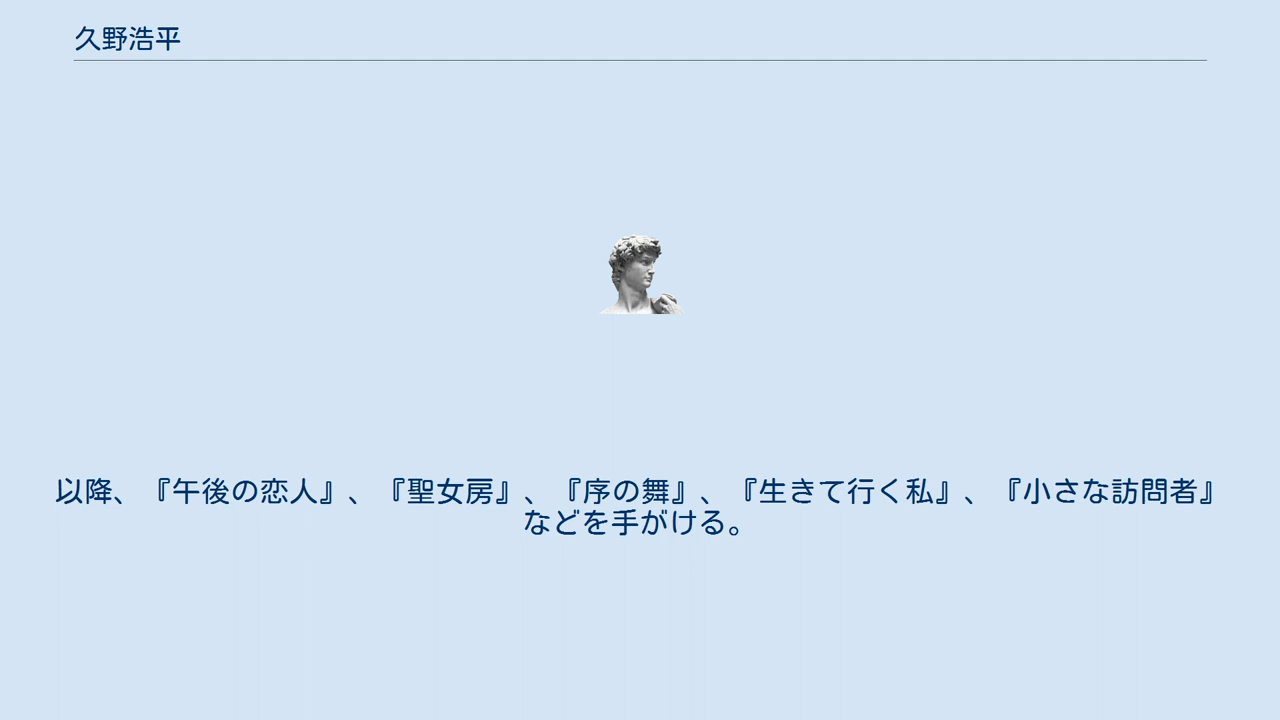 久野浩平
以降、『午後の恋人』、『聖女房』、『序の舞』、『生きて行く私』、『小さな訪問者』
などを手がける。